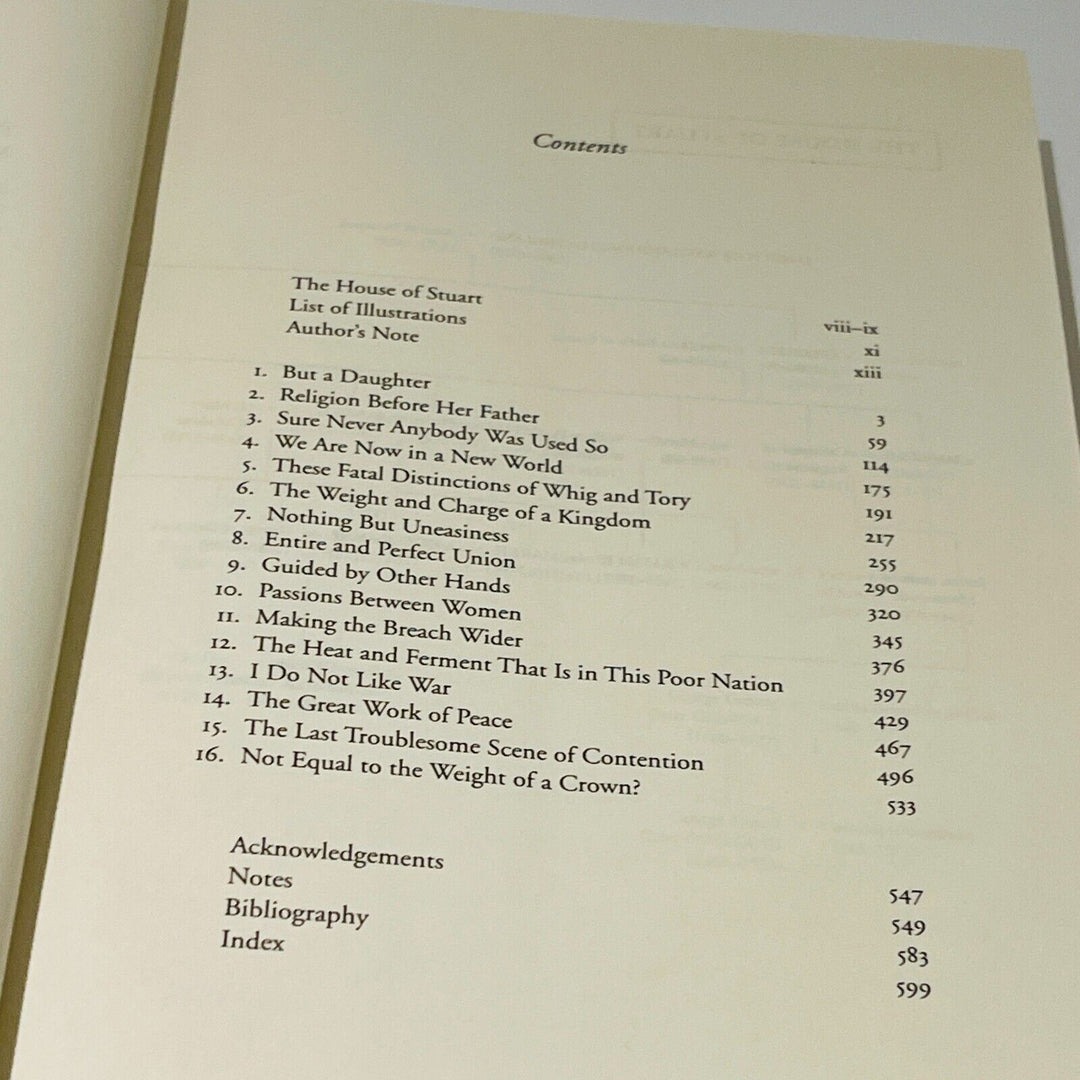 Contents
The House of Stuart viii–ix
List of Illustrations xi
Author's Note xiii
1. But a Daughter 3
2. Religion Before Her Father 59
3. Sure Never Anybody Was Used So 114
4. We Are Now in a New World 175
5. These Fatal Distinctions of Whig and Tory 191
6. The Weight and Charge of a Kingdom 217
7. Nothing But Uneasiness 255
8. Entire and Perfect Union 290
9. Guided by Other Hands 320
10. Passions Between Women 345
11. Making the Breach Wider 376
12. The Heat and Ferment That Is in This Poor Nation 397
13. I Do Not Like War 429
14. The Great Work of Peace 467
15. The Last Troublesome Scene of Contention 496
16. Not Equal to the Weight of a Crown? 533
Acknowledgements 547
Notes 549
Bibliography 583
Index 599